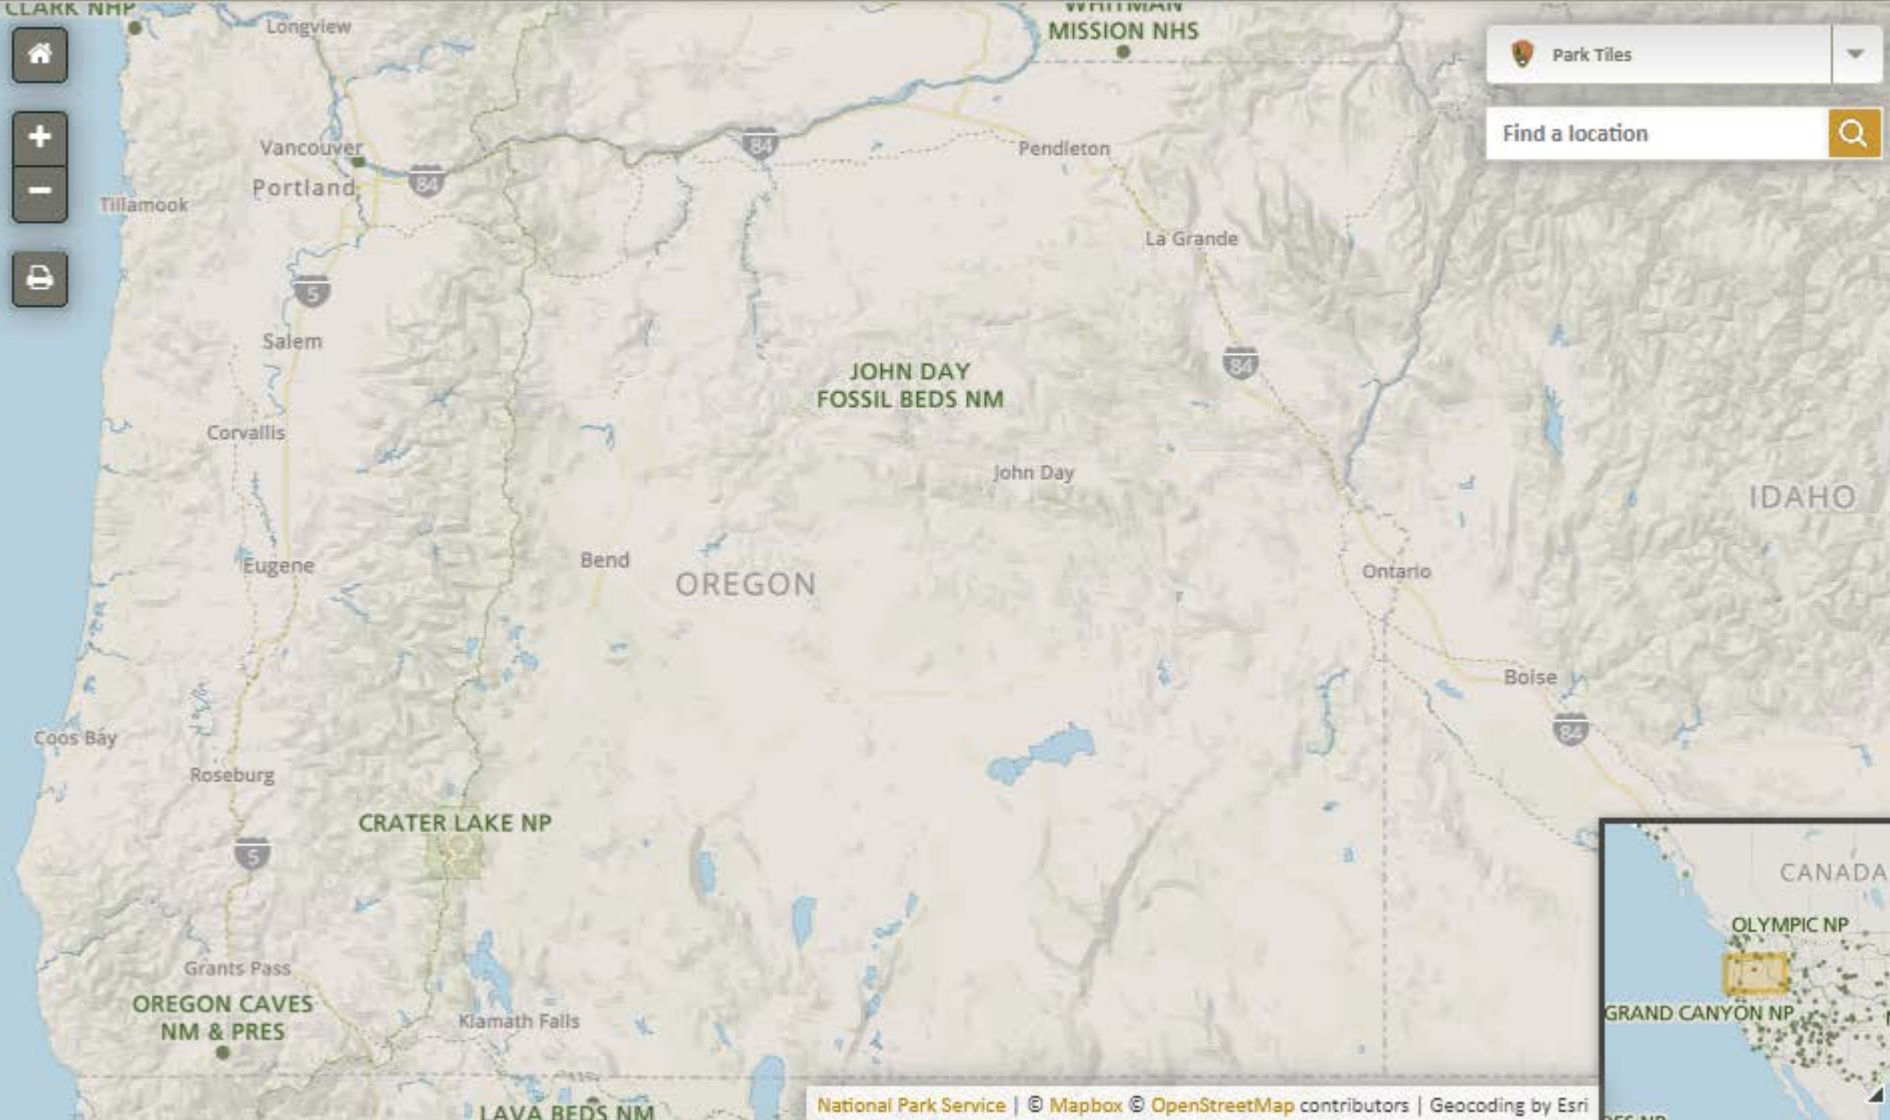 CLARK NHP
Longview
WHITMAN
MISSION NHS
Park Tiles
Find a location
Vancouver
84
84
Pendleton
Portland
Tillamook
La Grande
5
Salem
84
JOHN DAY
FOSSIL BEDS NM
Corvallis
John Day
IDAHO
Bend
Eugene
OREGON
Ontario
Boise
84
Coos Bay
Roseburg
CRATER LAKE NP
5
CANADA
OLYMPIC NP
Grants Pass
OREGON CAVES
NM & PRES
Klamath Falls
GRAND CANYON NP
LAVA BEDS NM
National Park Service | © Mapbox © OpenStreetMap contributors | Geocoding by Esri